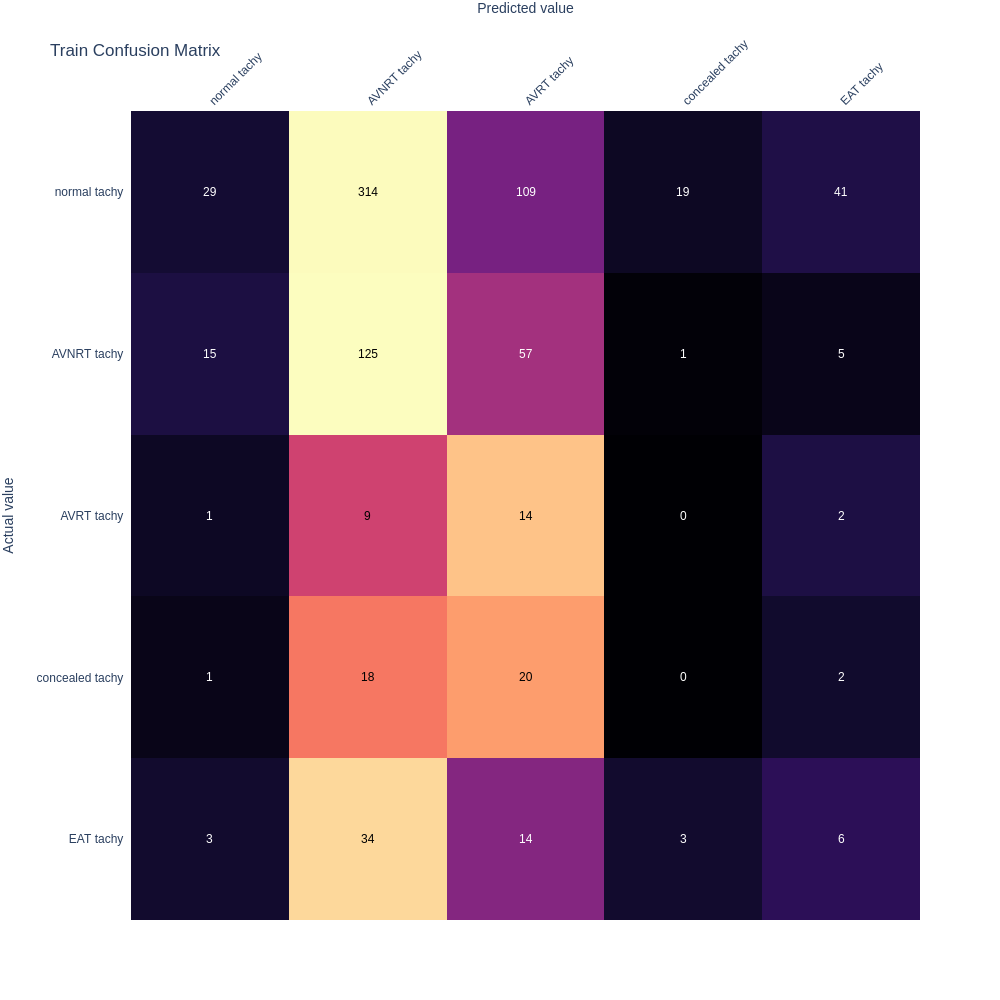 Predicted value
Train Confusion Matrix
normal tachy
AVNRT tachy
AVRT tachy
concealed tachy
EAT tachy
Actual value
normal tachy 29 314 109 19 41
AVNRT tachy 15 125 57 1 5
AVRT tachy 1 9 14 0 2
concealed tachy 1 18 20 0 2
EAT tachy 3 34 14 3 6